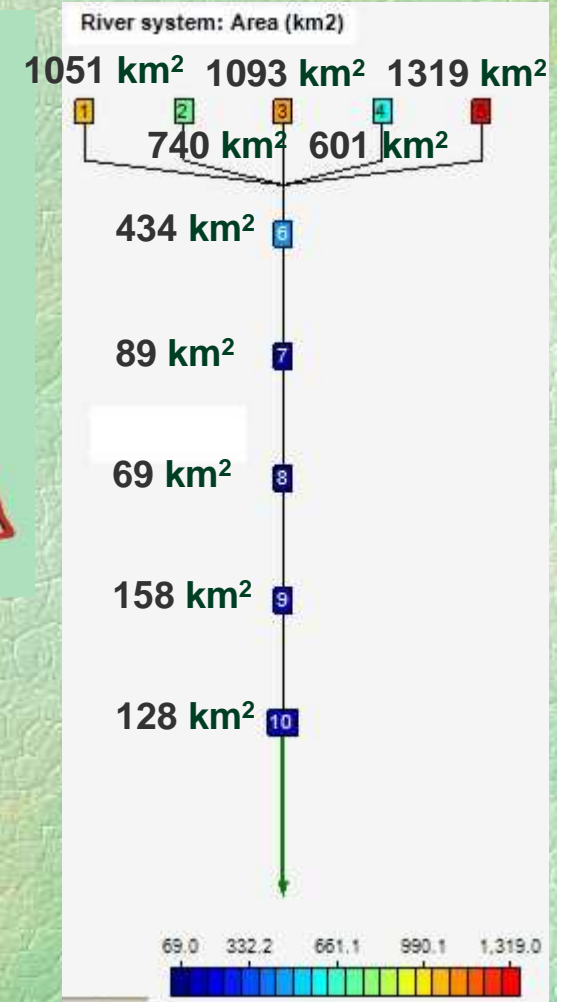 River system: Area (km2)
1051 km² 1093 km² 1319 km²
1 2 3 4 5
740 km² 601 km²
434 km² 6
89 km² 7
69 km² 8
158 km² 9
128 km² 10
69.0 332.2 661.1 990.1 1,319.0